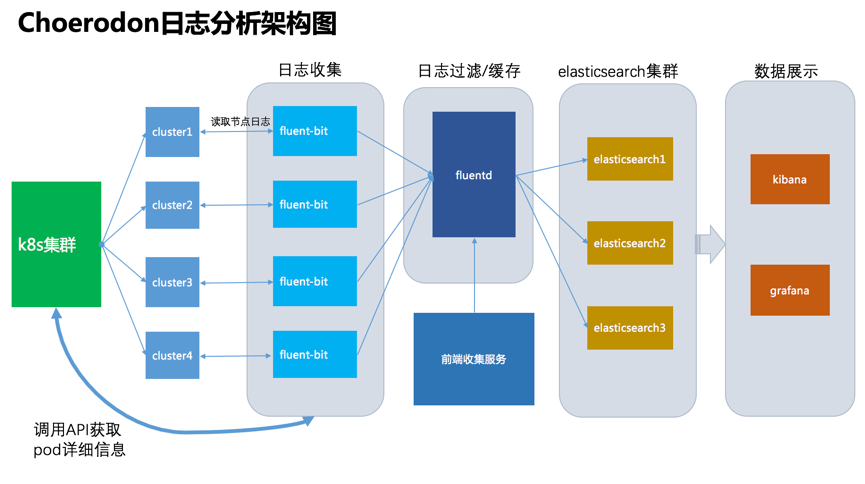 Choerodon日志分析架构图
日志收集
日志过滤/缓存
elasticsearch集群
数据展示
k8s集群
cluster1
读取节点日志
fluent-bit
cluster2
fluent-bit
cluster3
fluent-bit
cluster4
fluent-bit
fluentd
前端收集服务
elasticsearch1
elasticsearch2
elasticsearch3
kibana
grafana
调用API获取
pod详细信息